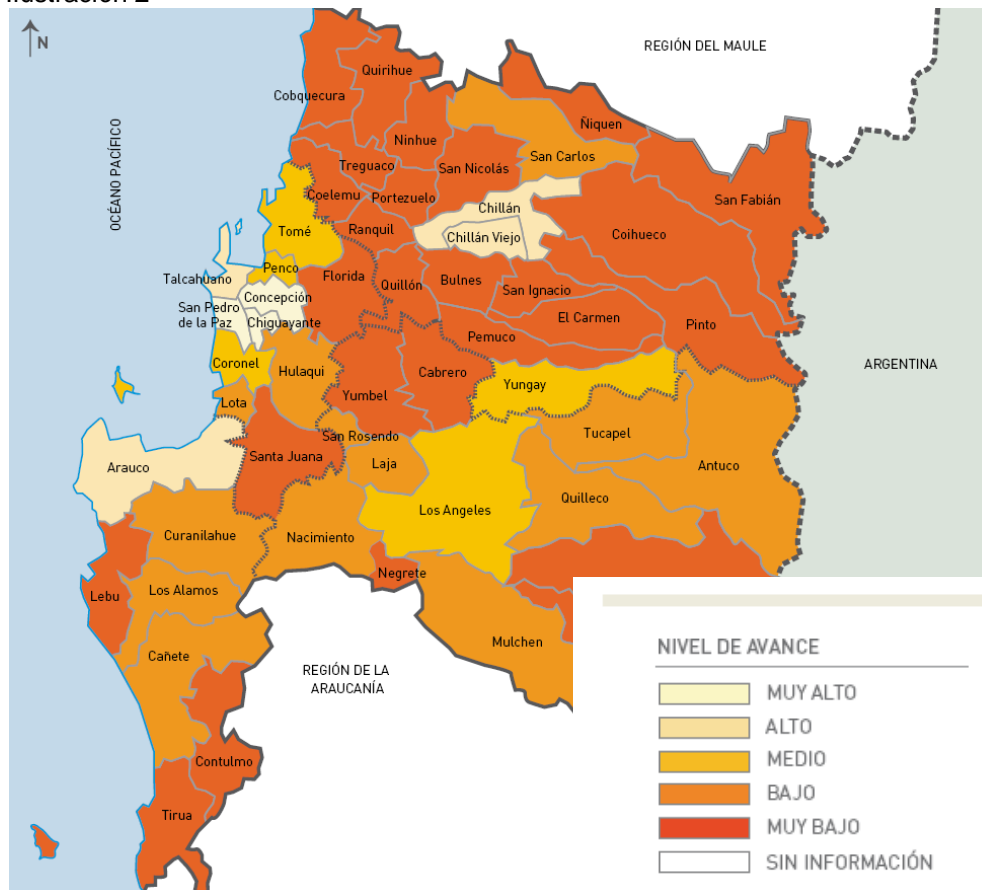 Ilustración 2
N
REGIÓN DEL MAULE
OCÉANO PACÍFICO
Quirihue
Cobquecura
Ñiquen
Ninhue
San Carlos
Treguaco
San Nicolás
Coelemu
Portezuelo
San Fabián
Chillán
Tomé
Ranquil
Chillán Viejo
Coihueco
Penco
Florida
Talcahuano
Quillón
Bulnes
San Ignacio
Concepción
San Pedro
de la Paz
Chiguayante
El Carmen
Pinto
Pemuco
ARGENTINA
Coronel
Hulaqui
Cabrero
Yungay
Lota
Yumbel
San Rosendo
Tucapel
Arauco
Santa Juana
Laja
Antuco
Quilleco
Los Angeles
Curanilahue
Nacimiento
Negrete
Lebu
Los Alamos
Mulchen
Cañete
REGIÓN DE LA
ARAUCANÍA
Contulmo
Tirua
NIVEL DE AVANCE
MUY ALTO
ALTO
MEDIO
BAJO
MUY BAJO
SIN INFORMACIÓN